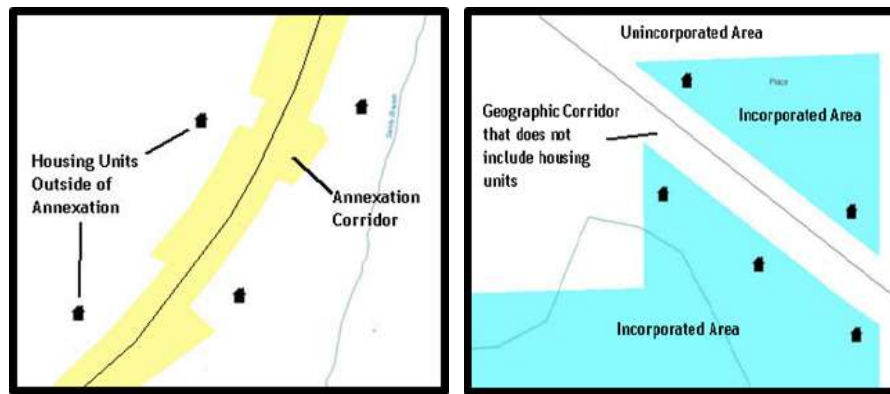 Housing Units
Outside of
Annexation
Annexation
Corridor
Unincorporated Area
Place
Incorporated Area
Geographic Corridor
that does not
include housing
units
Incorporated Area